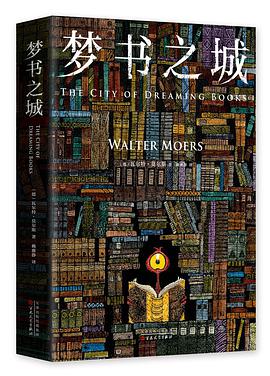 梦书之城
THE CITY OF DREAMING BOOKS
WALTER MOERS
梦书之城
THE CITY OF
DREAMING BOOKS